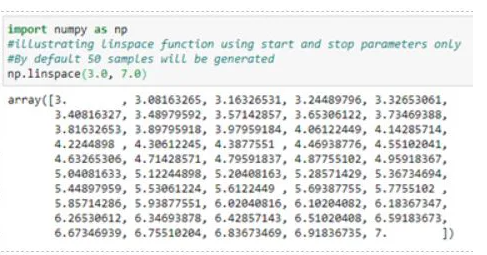 import numpy as np
#illustrating linspace function using start and stop parameters only
#By default 50 samples will be generated
np.linspace(3.0, 7.0)
array([3.        , 3.08163265, 3.16326531, 3.24489796, 3.32653061,
3.40816327, 3.48979592, 3.57142857, 3.65306122, 3.73469388,
3.81632653, 3.89795918, 3.97959184, 4.06122449, 4.14285714,
4.2244898 , 4.30612245, 4.3877551 , 4.46938776, 4.55102041,
4.63265306, 4.71428571, 4.79591837, 4.87755102, 4.95918367,
5.04081633, 5.12244898, 5.20408163, 5.28571429, 5.36734694,
5.44897959, 5.53061224, 5.6122449 , 5.69387755, 5.7755102 ,
5.85714286, 5.93877551, 6.02040816, 6.10204082, 6.18367347,
6.26530612, 6.34693878, 6.42857143, 6.51020408, 6.59183673,
6.67346939, 6.75510204, 6.83673469, 6.91836735, 7.        ])